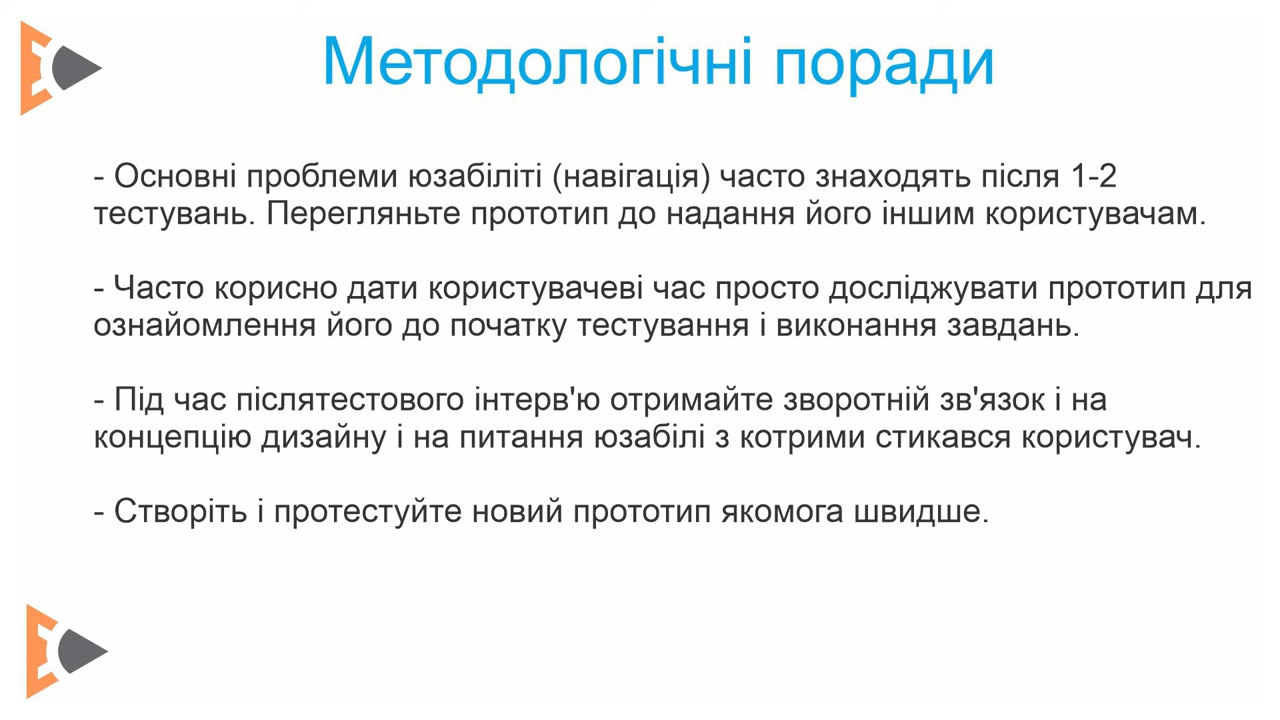 Методологічні поради
- Основні проблеми юзабіліті (навігація) часто знаходять після 1-2
тестувань. Перегляньте прототип до надання його іншим користувачам.
- Часто корисно дати користувачеві час просто досліджувати прототип для
ознайомлення його до початку тестування і виконання завдань.
- Під час післятестового інтерв'ю отримайте зворотній зв'язок і на
концепцію дизайну і на питання юзабілі з котрими стикався користувач.
- Створіть і протестуйте новий прототип якомога швидше.